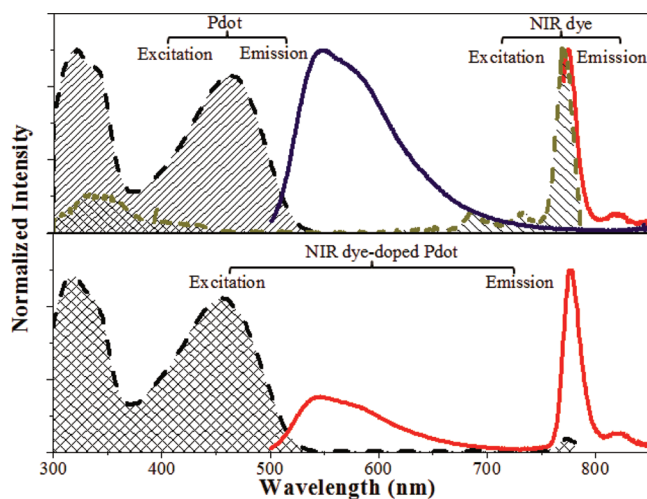 Pdot
Excitation Emission
NIR dye
Excitation Emission
NIR dye-doped Pdot
Excitation Emission
Normalized Intensity
300 400 500 600 700 800
Wavelength (nm)